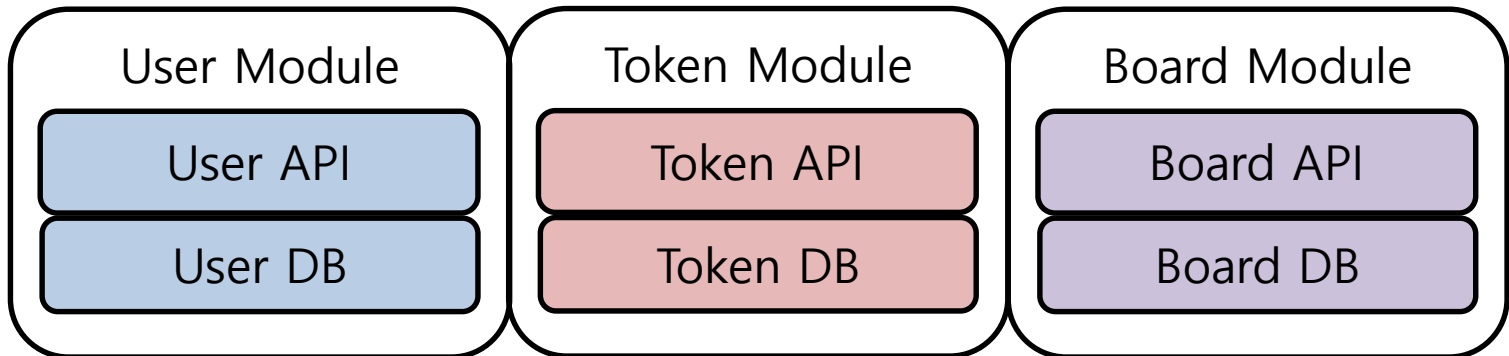 User Module
Token Module
Board Module
User API
Token API
Board API
User DB
Token DB
Board DB